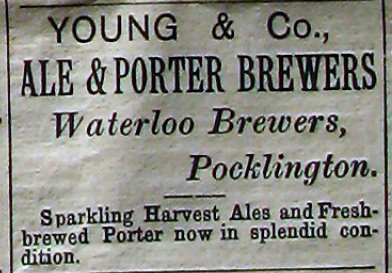 YOUNG & Co.,
ALE & PORTER BREWERS
Waterloo Brewers,
Pocklington.
Sparkling Harvest Ales and Fresh-
brewed Porter now in splendid con-
dition.